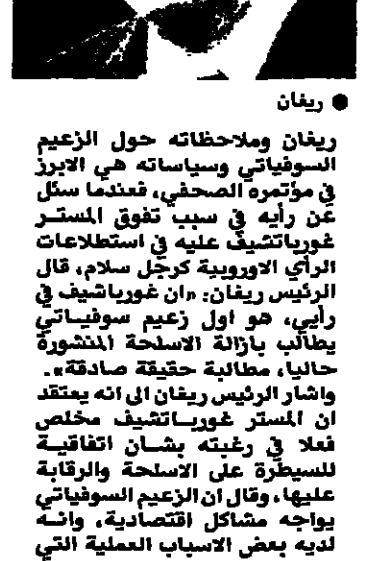 ● ريغان
ريغان وملاحظاته حول الزعيم
السوفياتي وسياساته هي الابرز
في مؤتمره الصحفي، فعندما سئل
عن رأيه في سبب تفوق المستر
غورباتشيف عليه في استطلاعات
الرأي الاوروبية كرجل سلام، قال
الرئيس ريغان: «ان غورباشيف في
رأيي، هو اول زعيم سوفياتي
يطالب بازالة الاسلحة المنشورة
حاليا، مطالبة حقيقة صادقة».
واشار الرئيس ريغان الى انه يعتقد
ان المستر غورباتشيف مخلص
فعلا في رغبته بشان اتفاقية
للسيطرة على الاسلحة والرقابة
عليها، وقال ان الزعيم السوفياتي
يواجه مشاكل اقتصادية، وانه
لديه بعض الاسباب العملية التي